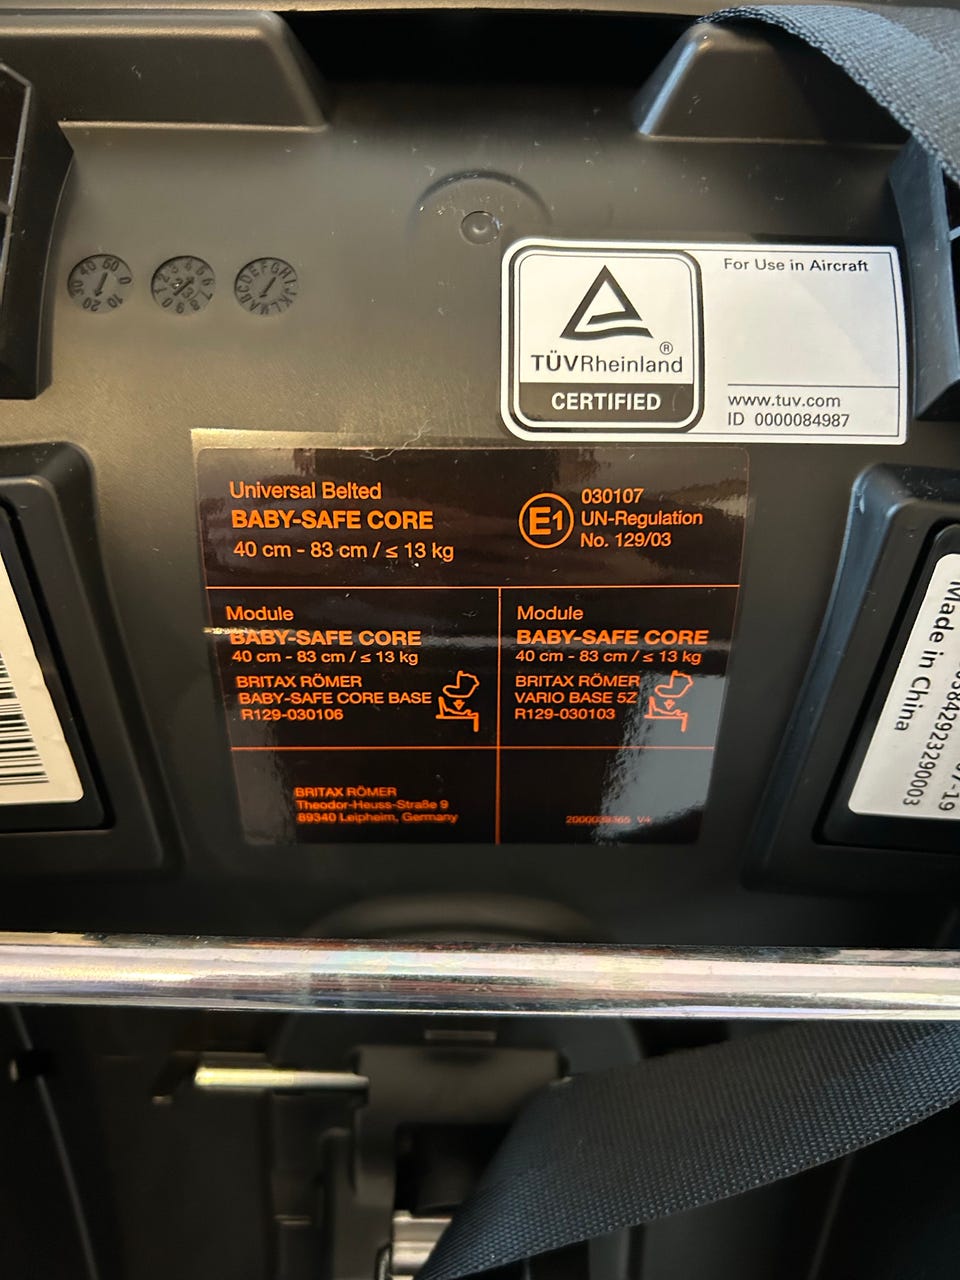 For Use in Aircraft
TÜVRheinland®
CERTIFIED
www.tuv.com
ID 0000084987
Universal Belted
BABY-SAFE CORE
40 cm - 83 cm / ≤ 13 kg
E1
030107
UN-Regulation
No. 129/03
Module
BABY-SAFE CORE
40 cm - 83 cm / ≤ 13 kg
BRITAX RÖMER
BABY-SAFE CORE BASE
R129-030106
Module
BABY-SAFE CORE
40 cm - 83 cm / ≤ 13 kg
BRITAX RÖMER
VARIO BASE 5Z
R129-030103
BRITAX RÖMER
Theodor-Heuss-Straße 9
89340 Leipheim, Germany
V4
Made in China